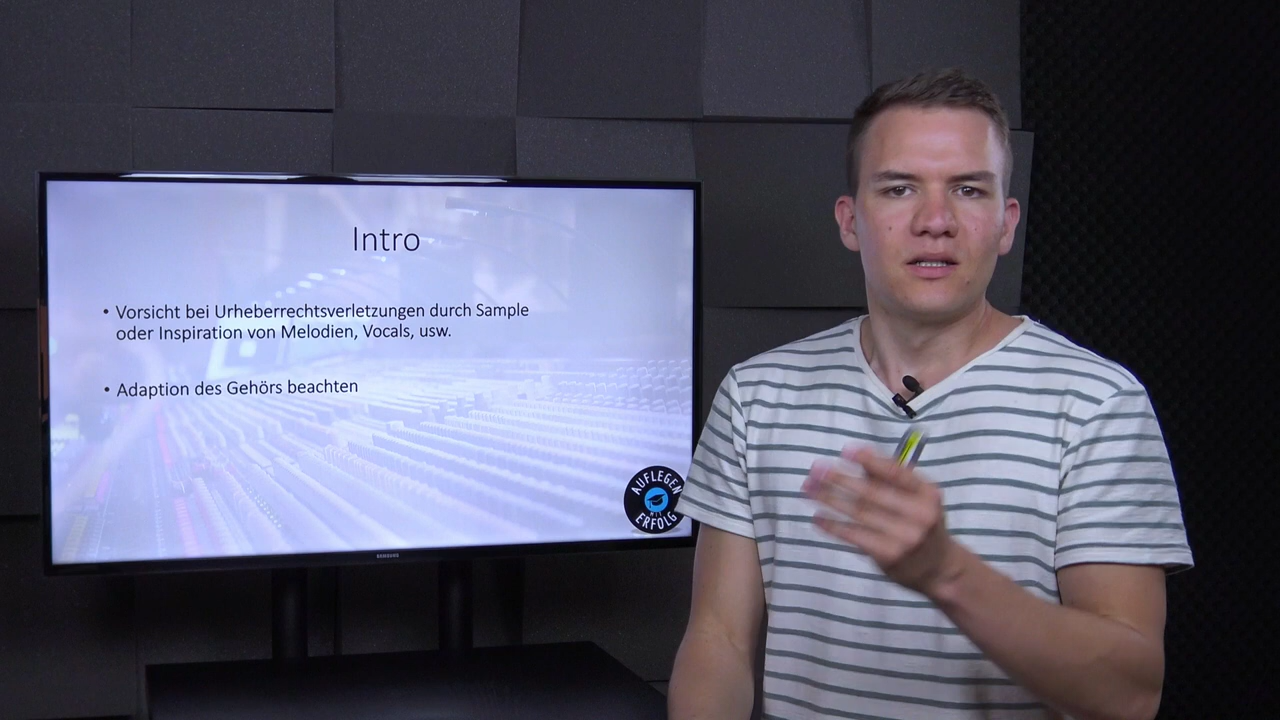 Intro
• Vorsicht bei Urheberrechtsverletzungen durch Sample
oder Inspiration von Melodien, Vocals, usw.
• Adaption des Gehörs beachten
AUFLEGEN
MIT
ERFOLG
SAMSUNG